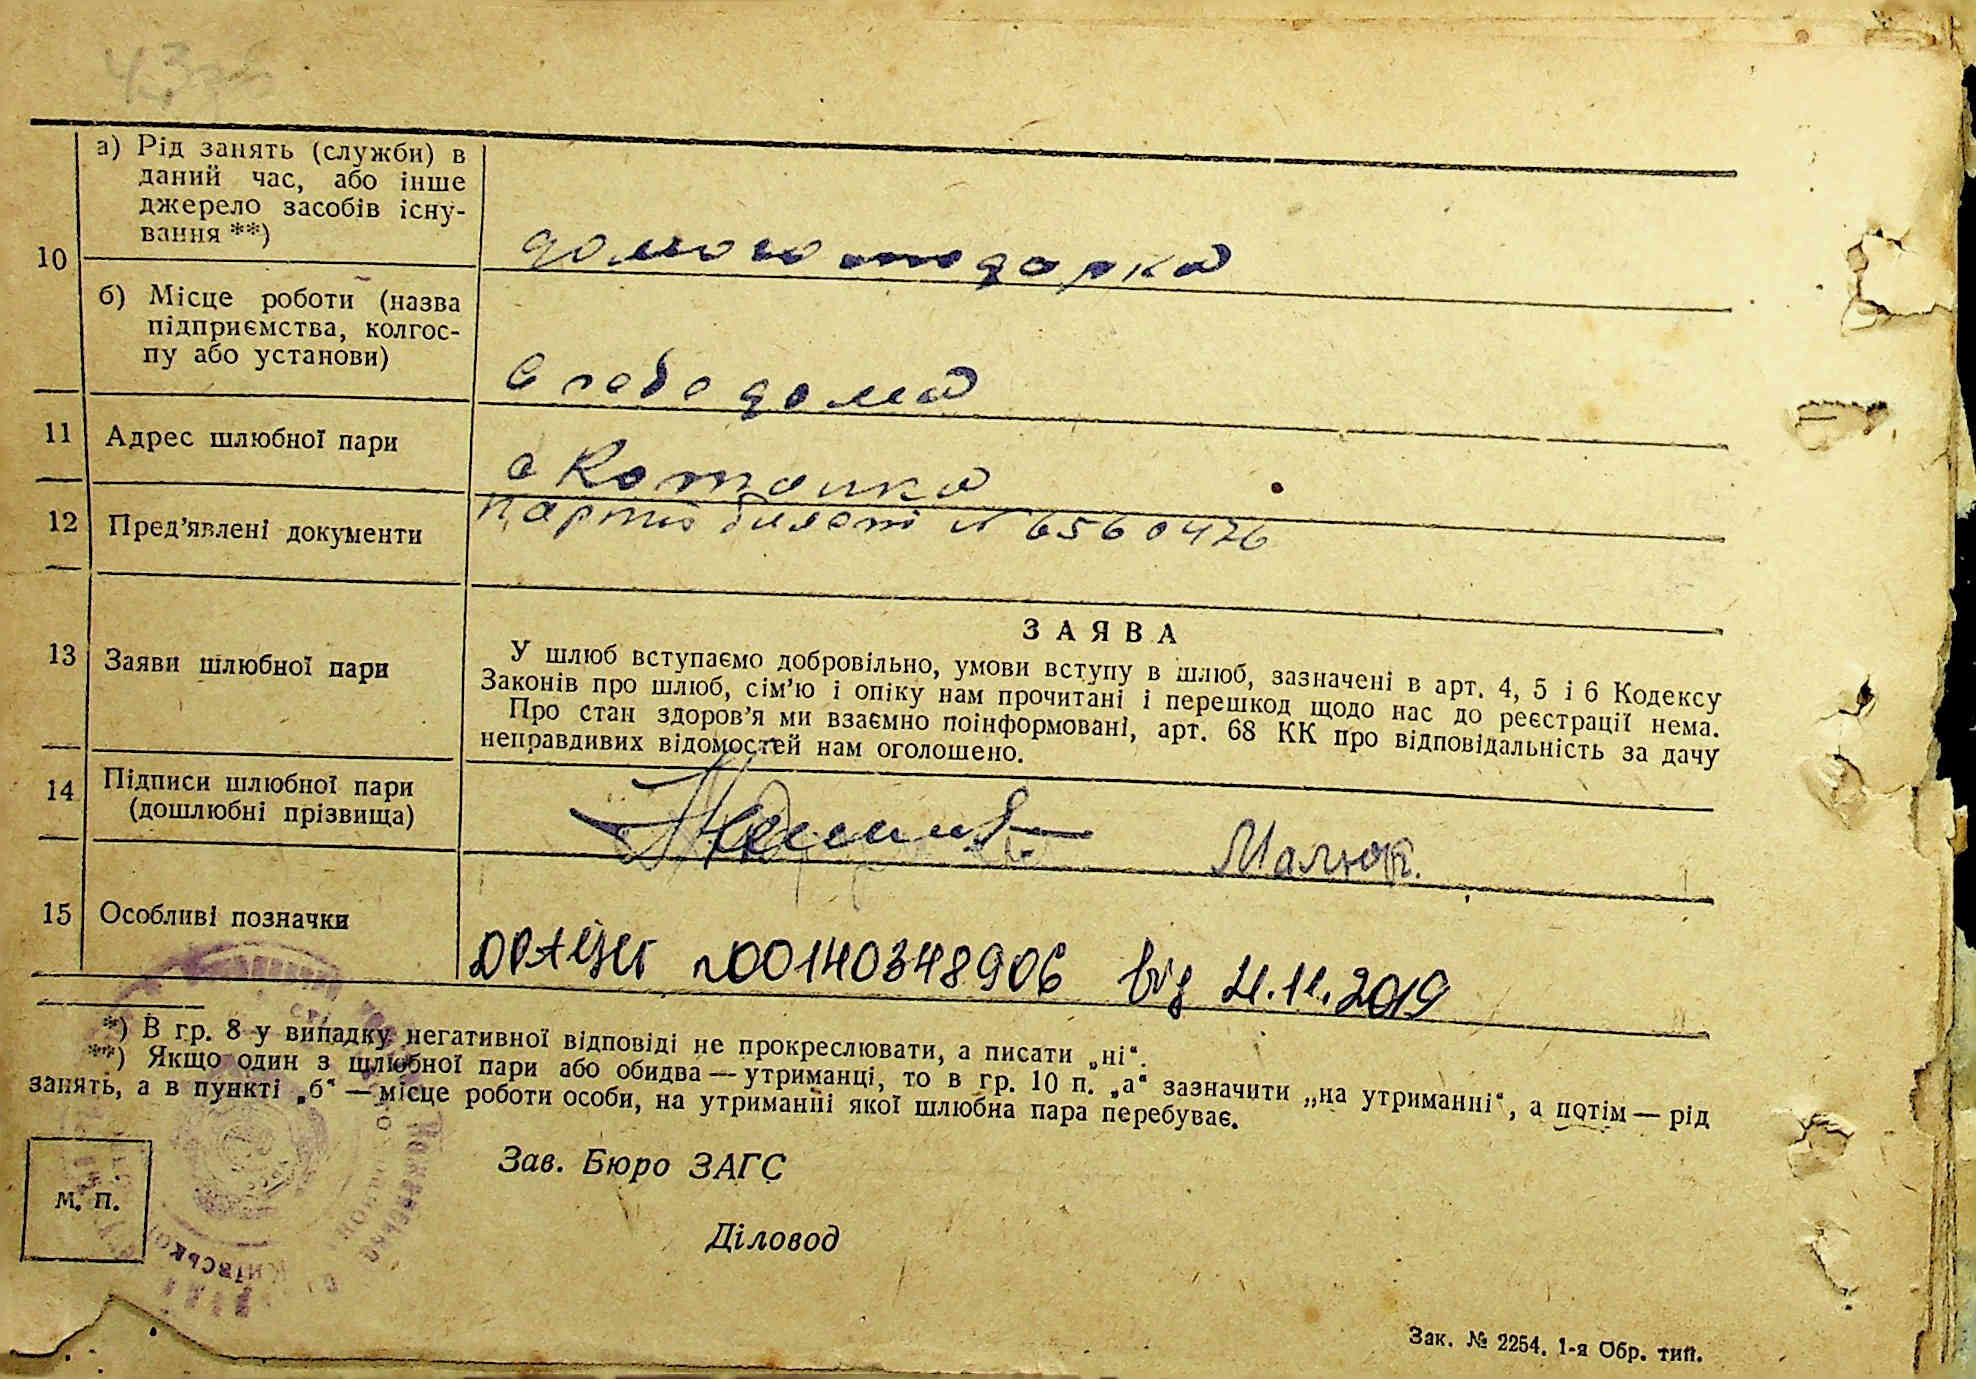 а) Рід занять (служби) в
даний час, або інше
джерело засобів існу-
вання **)
10
домогосподарка
б) Місце роботи (назва
підприємства, колгос-
пу або установи)
в себе дома
11
Адрес шлюбної пари
с
12
Пред’явлені документи
Партій білет № 6560476
13
Заяви шлюбної пари
ЗАЯВА
У шлюб вступаємо добровільно, умови вступу в шлюб, зазначені в арт. 4, 5 і 6 Кодексу
Законів про шлюб, сім’ю і опіку нам прочитані і перешкод щодо нас до реєстрації нема.
Про стан здоров’я ми взаємно поінформовані, арт. 68 КК про відповідальність за дачу
неправдивих відомостей нам оголошено.
14
Підписи шлюбної пари
(дошлюбні прізвища)
Малюк.
15
Особливі позначки
№00140348906 від 21.11.2019
*) В гр. 8 у випадку негативної відповіді не прокреслювати, а писати „ні“.
**) Якщо один з шлюбної пари або обидва — утриманці, то в гр. 10 п. „а“ зазначити „на утриманні“, а потім — рід
занять, а в пункті „б“ — місце роботи особи, на утриманні якої шлюбна пара перебуває.
Зав. Бюро ЗАГС
М. П.
Київської
Діловод
Зак. № 2254. 1-я Обр. тип.